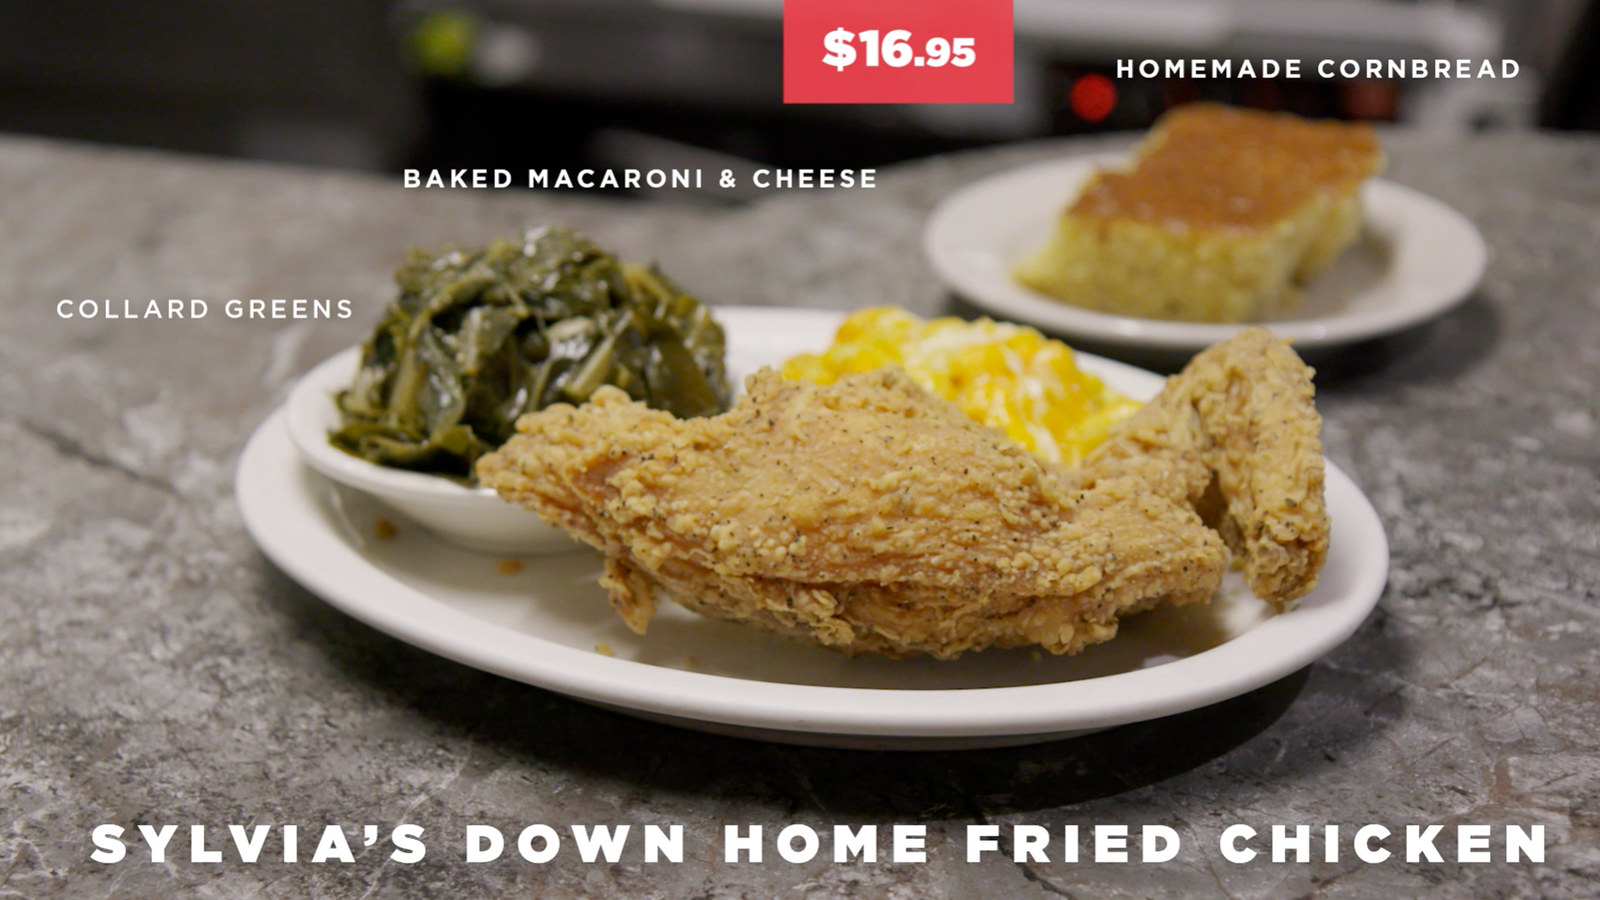 $16.95
HOMEMADE CORNBREAD
BAKED MACARONI & CHEESE
COLLARD GREENS
SYLVIA’S DOWN HOME FRIED CHICKEN